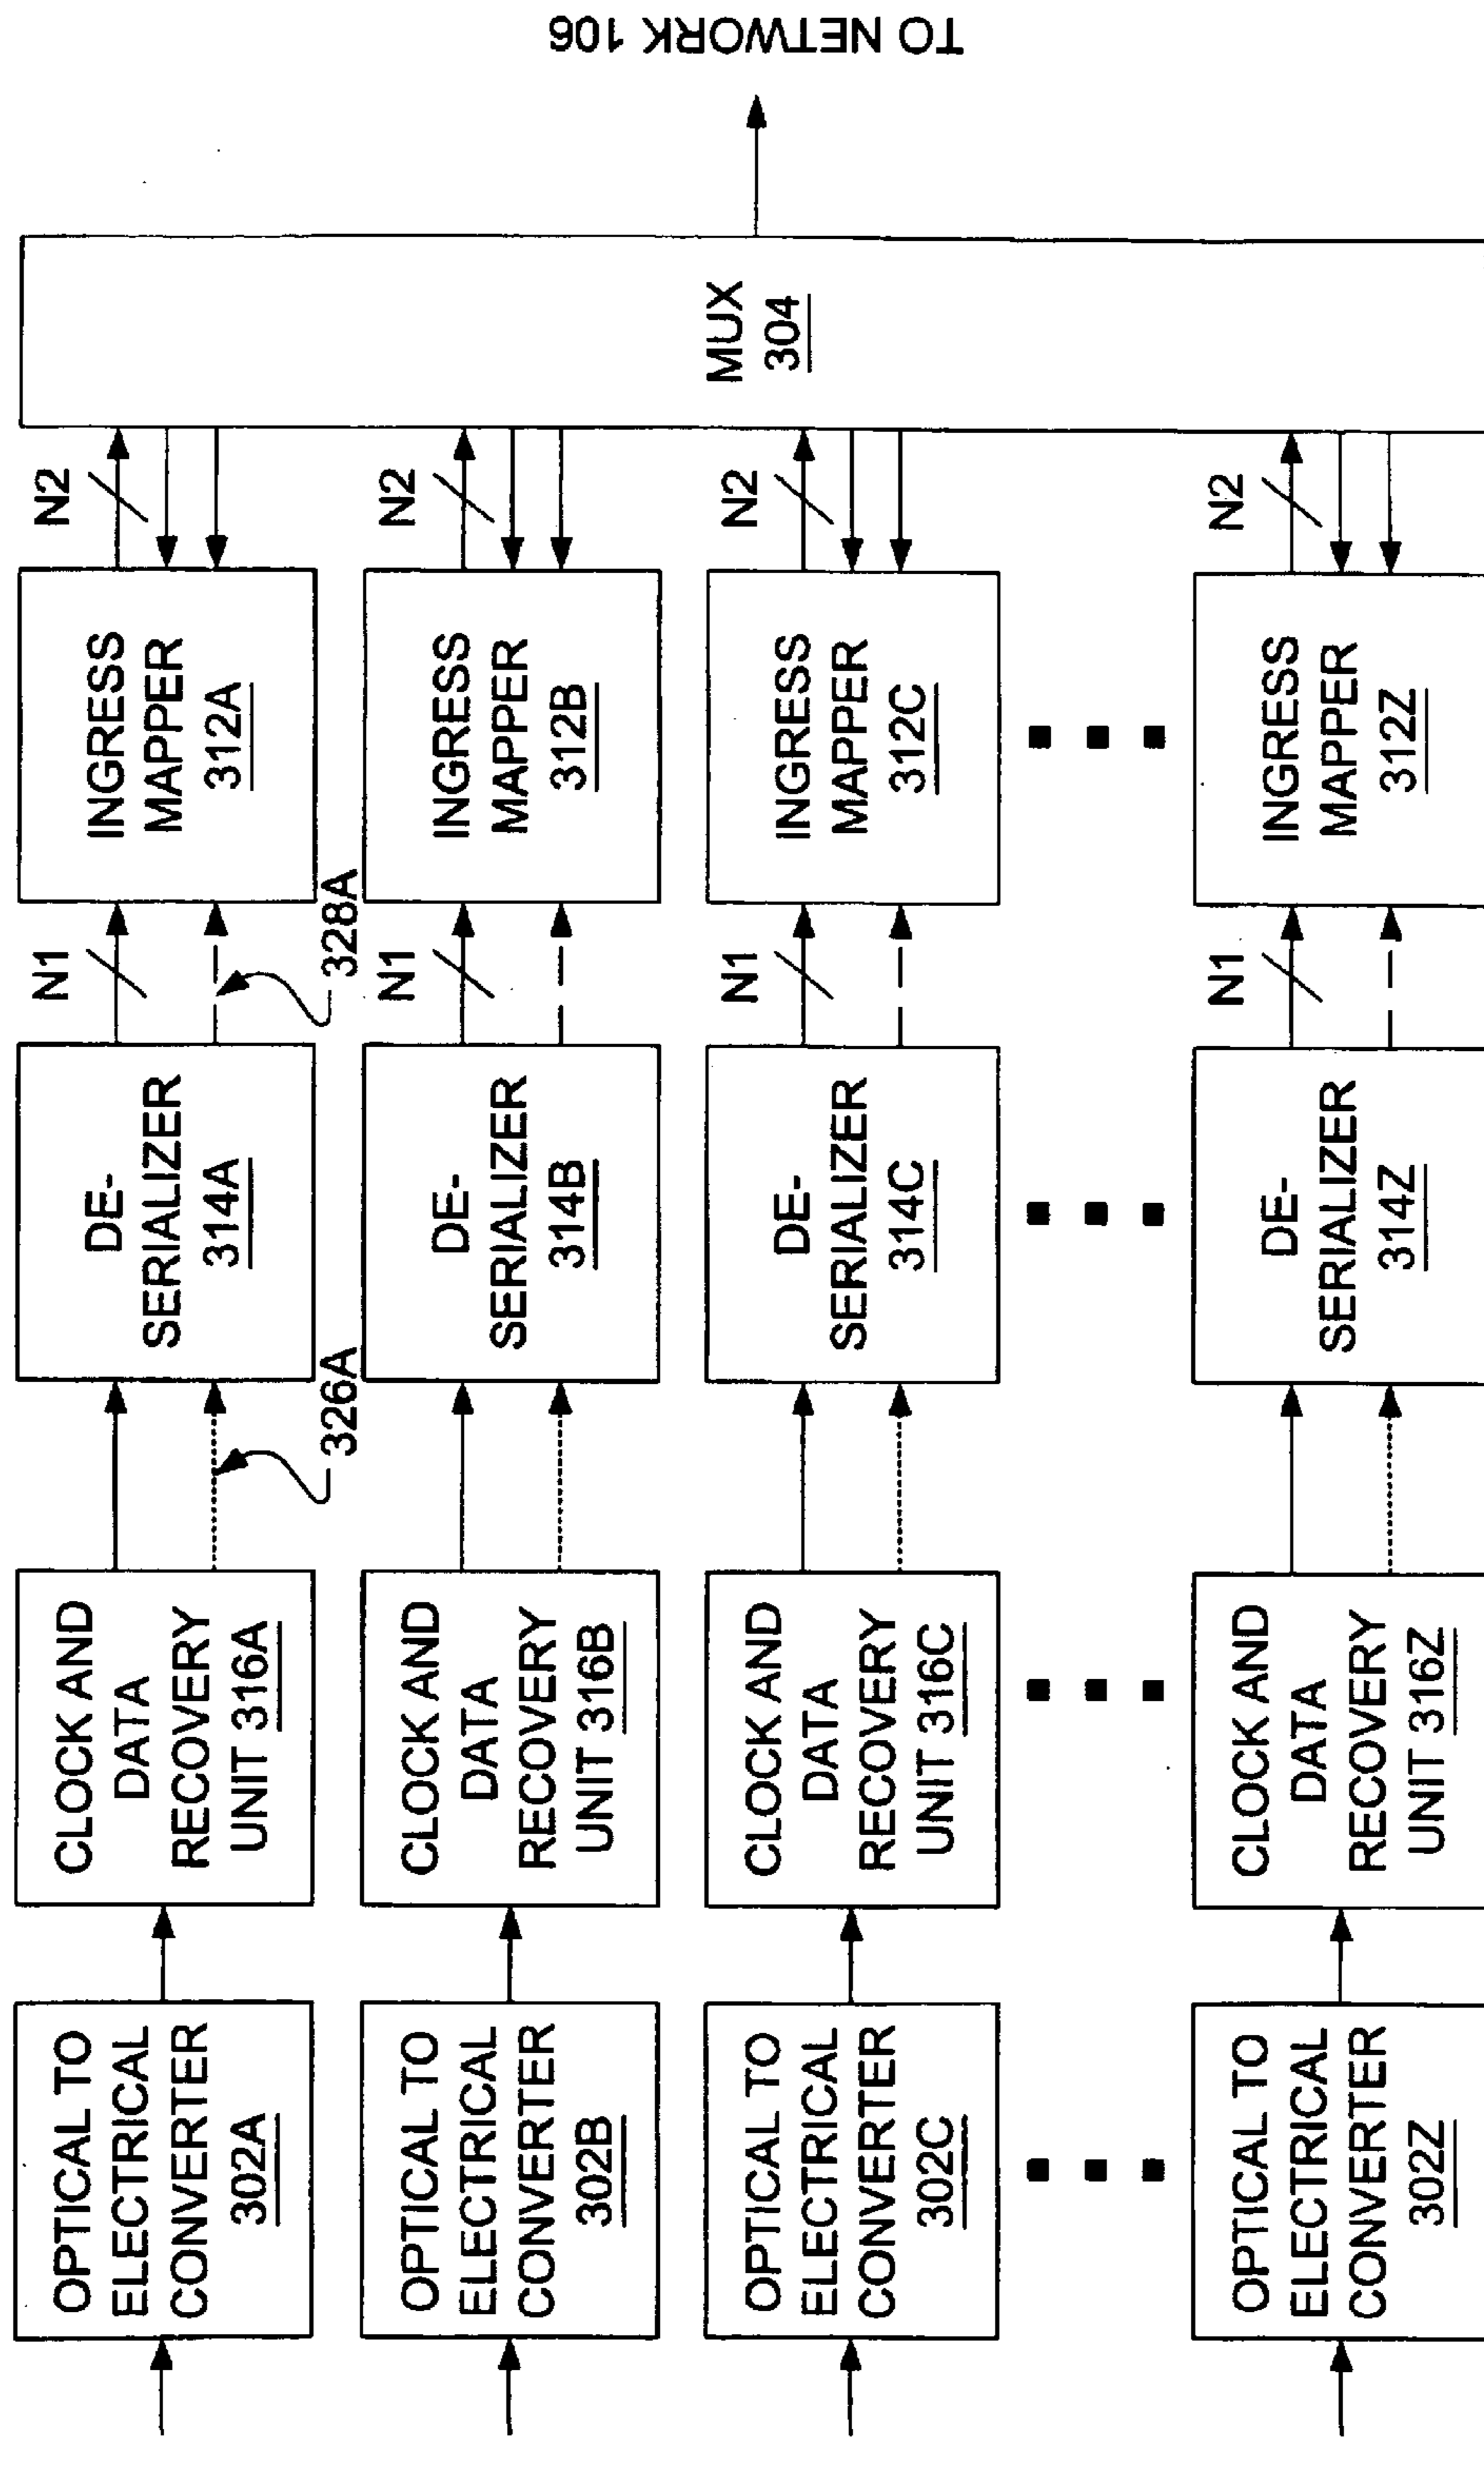 OPTICAL TO
ELECTRICAL
CONVERTER
302A
CLOCK AND
DATA
RECOVERY
UNIT 316A
326A
DE-
SERIALIZER
314A
N1
328A
INGRESS
MAPPER
312A
N2
OPTICAL TO
ELECTRICAL
CONVERTER
302B
CLOCK AND
DATA
RECOVERY
UNIT 316B
DE-
SERIALIZER
314B
N1
INGRESS
MAPPER
312B
N2
OPTICAL TO
ELECTRICAL
CONVERTER
302C
CLOCK AND
DATA
RECOVERY
UNIT 316C
DE-
SERIALIZER
314C
N1
INGRESS
MAPPER
312C
N2
OPTICAL TO
ELECTRICAL
CONVERTER
302Z
CLOCK AND
DATA
RECOVERY
UNIT 316Z
DE-
SERIALIZER
314Z
N1
INGRESS
MAPPER
312Z
N2
MUX
304
TO NETWORK 106